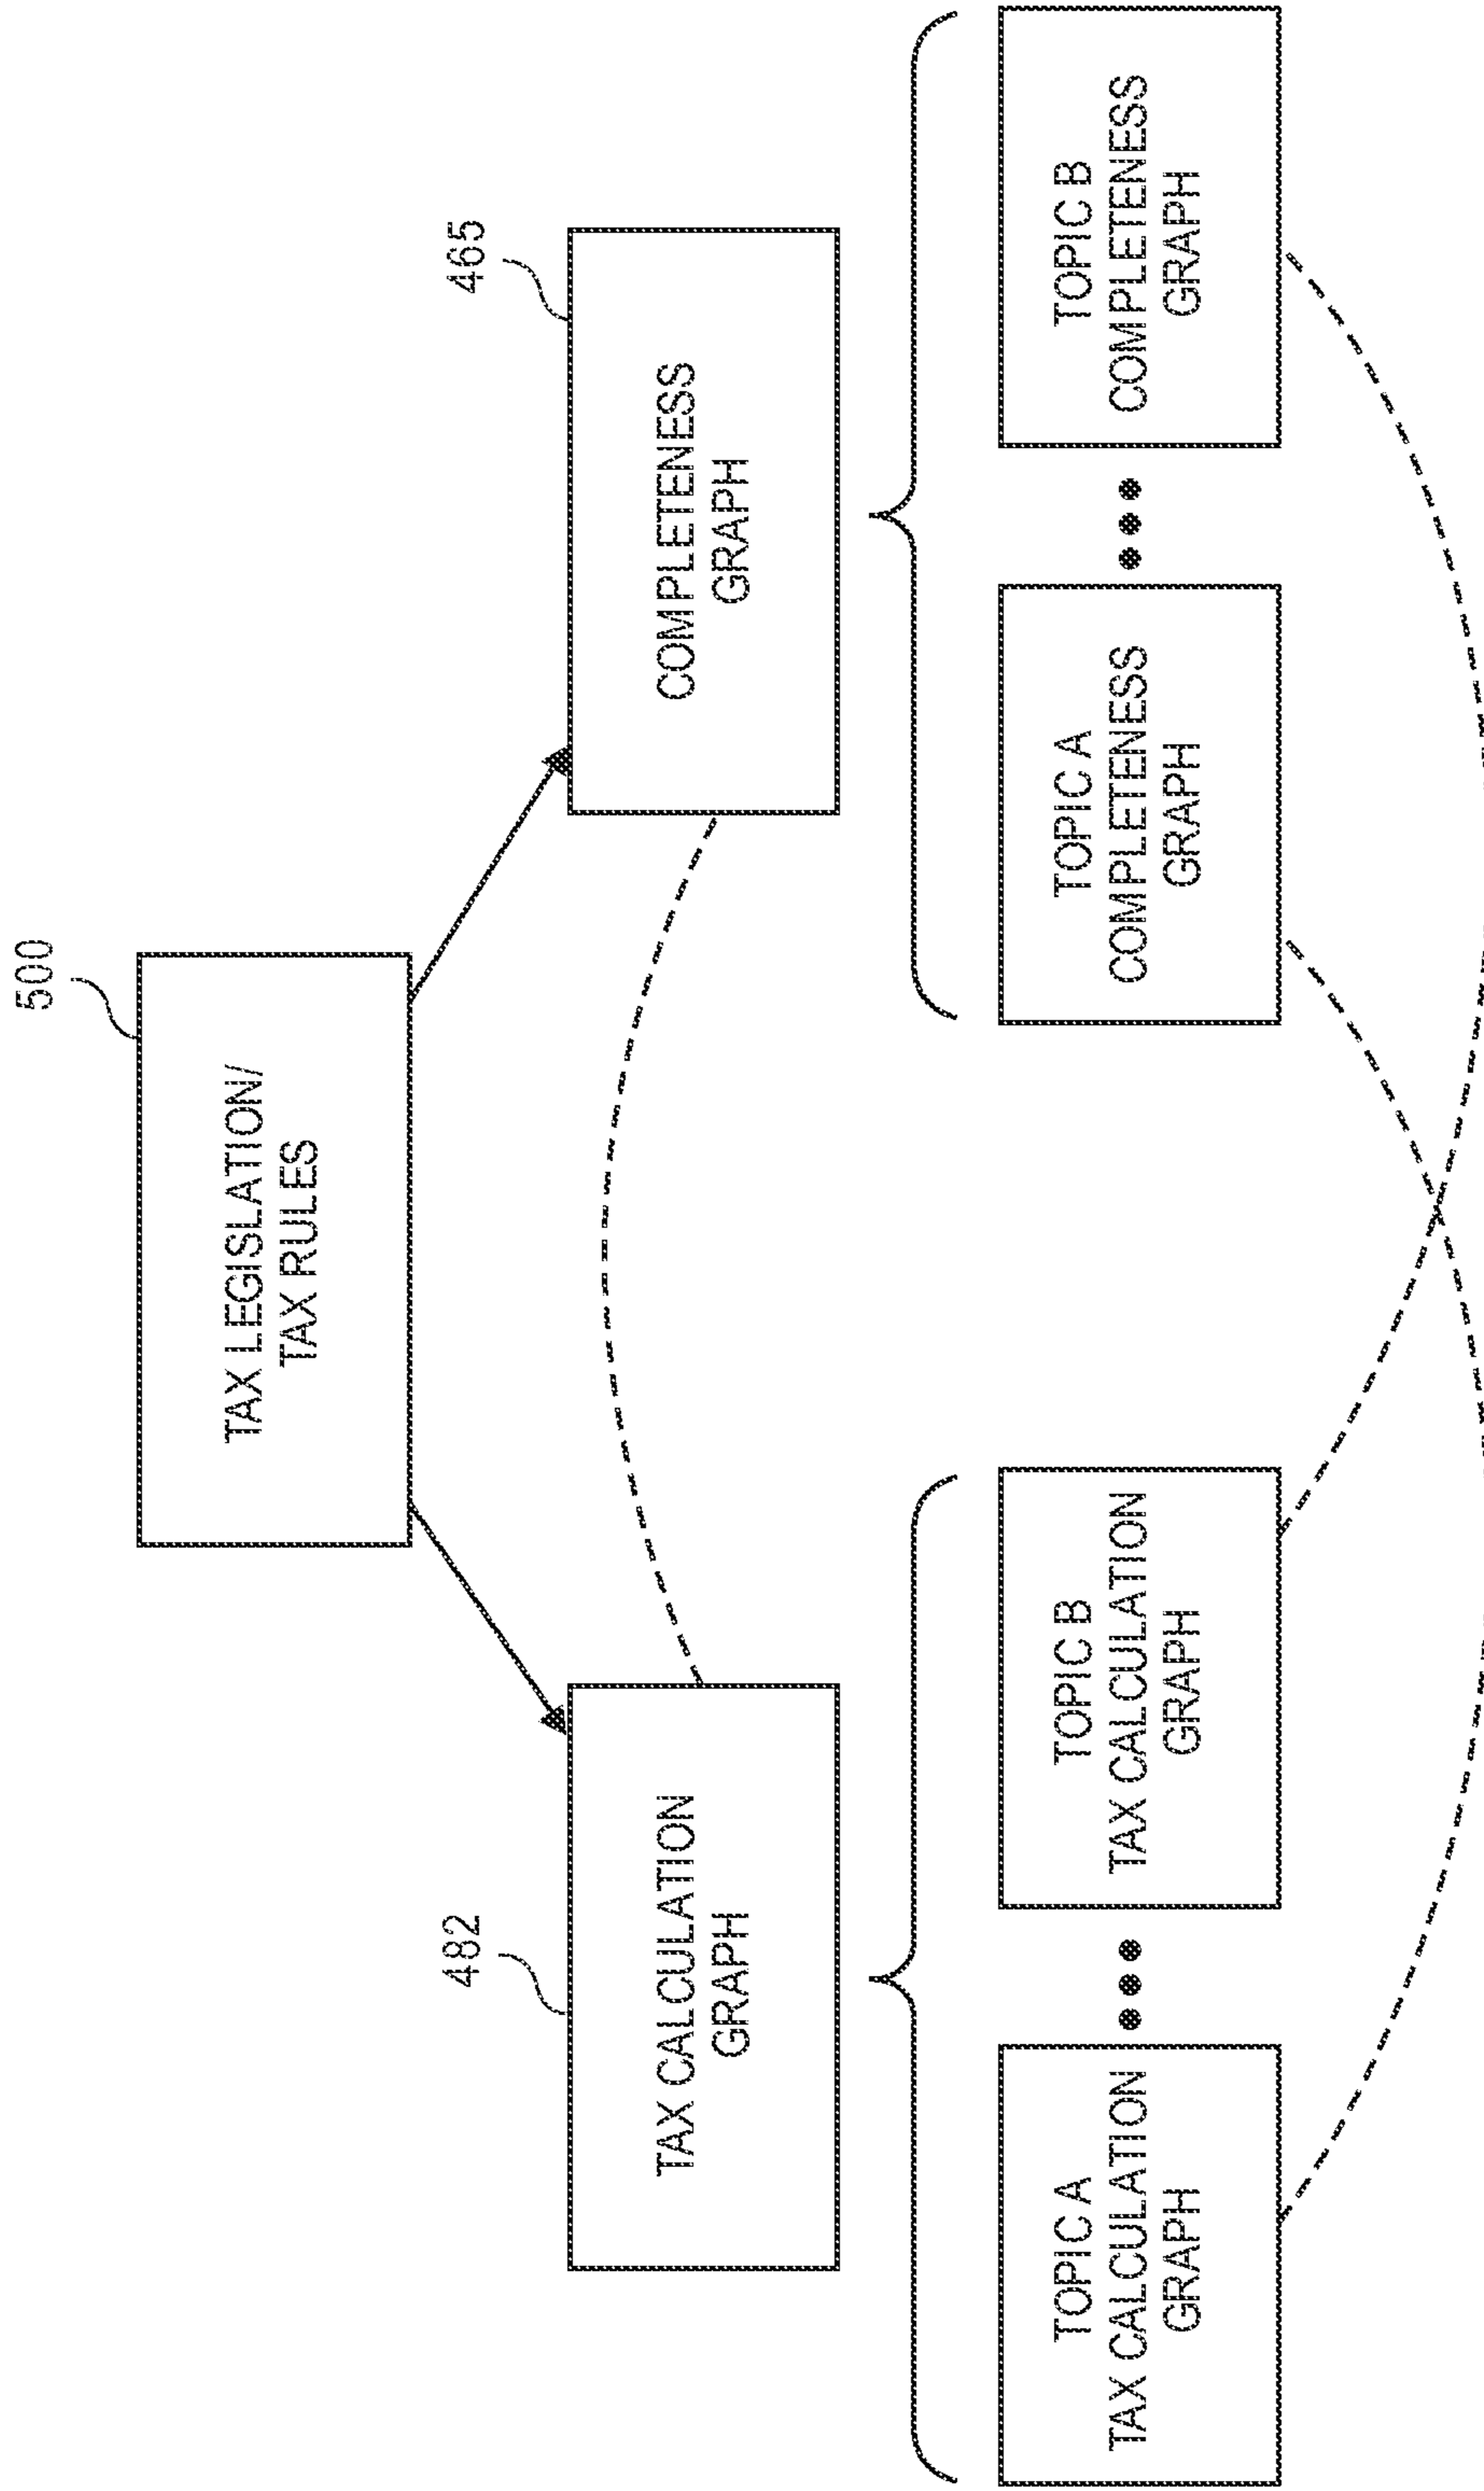 500
TAX LEGISLATION/
TAX RULES
482
TAX CALCULATION
GRAPH
465
COMPLETENESS
GRAPH
TOPIC A
TAX CALCULATION
GRAPH
TOPIC B
TAX CALCULATION
GRAPH
TOPIC A
COMPLETENESS
GRAPH
TOPIC B
COMPLETENESS
GRAPH